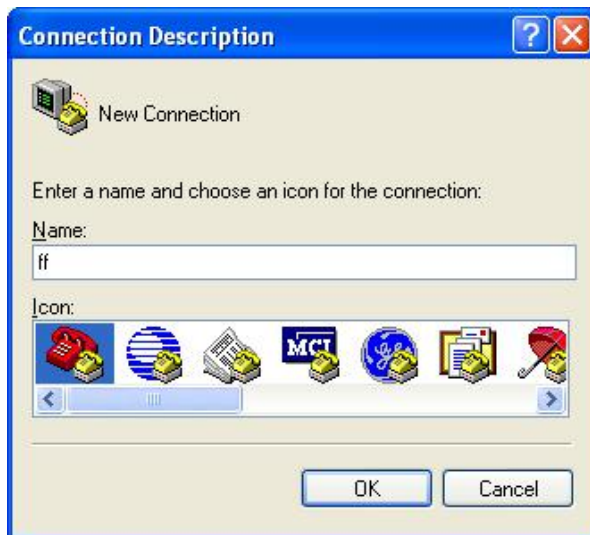 Connection Description
New Connection
Enter a name and choose an icon for the connection:
Name:
ff
Icon:
MCI
OK Cancel